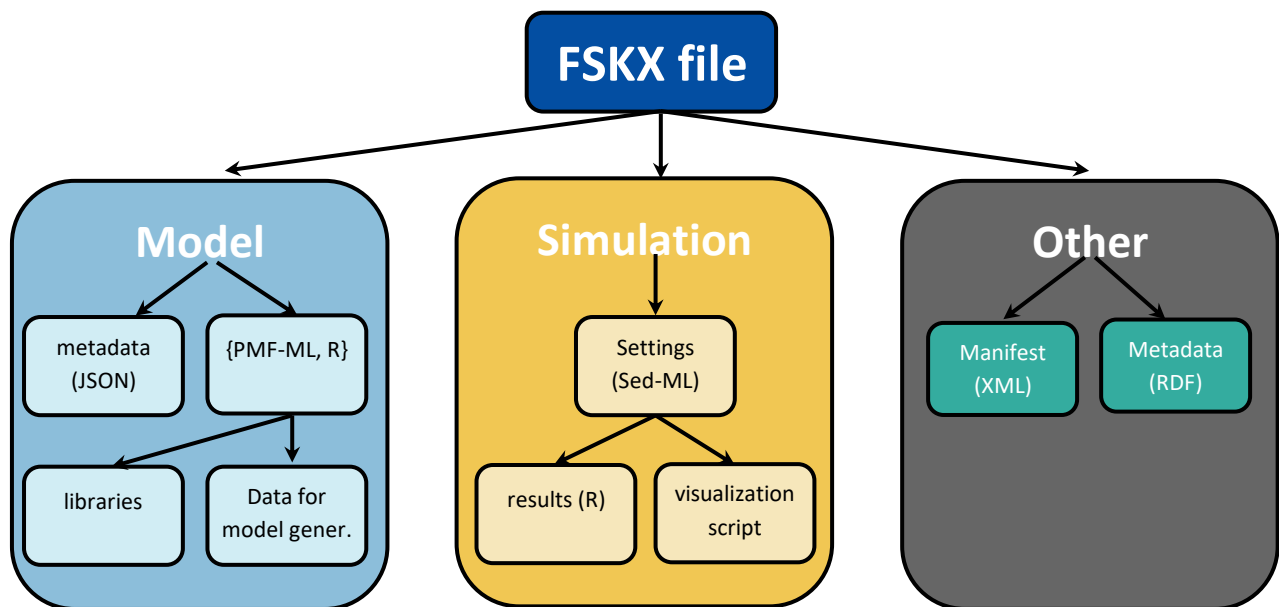 FSKX file
Model
metadata
(JSON)
{PMF-ML, R}
libraries
Data for
model gener.
Simulation
Settings
(Sed-ML)
results (R)
visualization
script
Other
Manifest
(XML)
Metadata
(RDF)